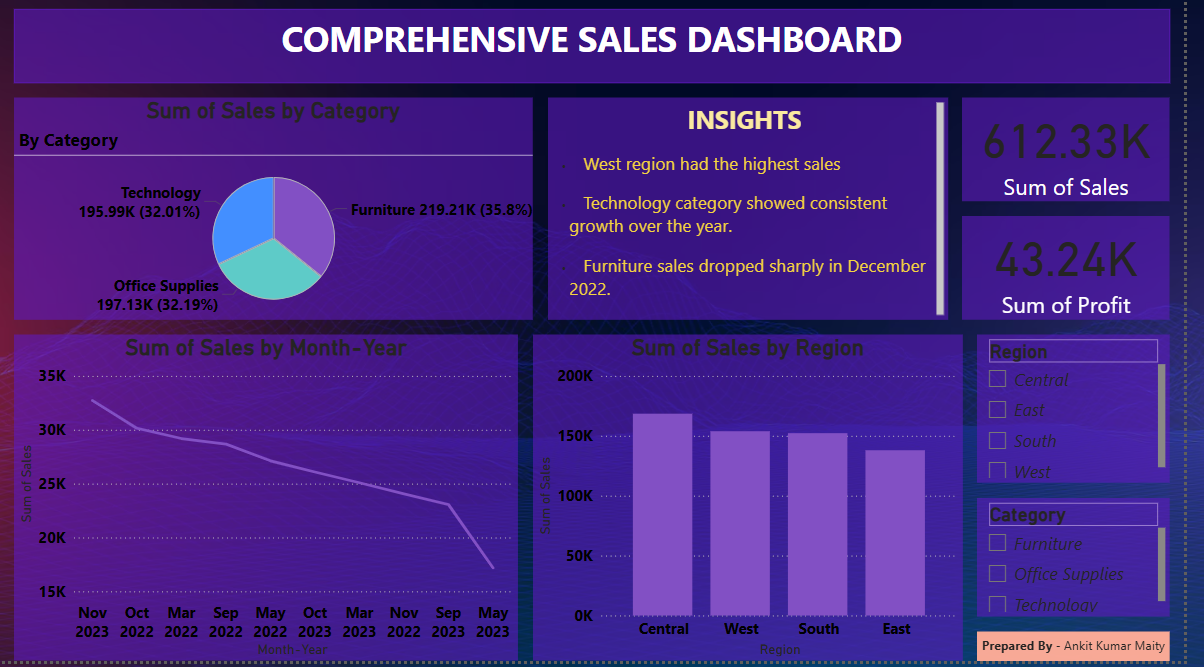 COMPREHENSIVE SALES DASHBOARD
Sum of Sales by Category
By Category
Technology
195.99K (32.01%)
Furniture 219.21K (35.8%)
Office Supplies
197.13K (32.19%)
INSIGHTS
West region had the highest sales
Technology category showed consistent
growth over the year.
Furniture sales dropped sharply in December
2022.
612.33K
Sum of Sales
43.24K
Sum of Profit
Sum of Sales by Month-Year
Sum of Sales
35K
30K
25K
20K
15K
Nov 2023
Oct 2022
Mar 2022
Sep 2022
May 2022
Oct 2023
Mar 2023
Nov 2022
Sep 2023
May 2023
Month-Year
Sum of Sales by Region
Sum of Sales
200K
150K
100K
50K
0K
Central
West
South
East
Region
Region
Central
East
South
West
Category
Furniture
Office Supplies
Technology
Prepared By - Ankit Kumar Maity